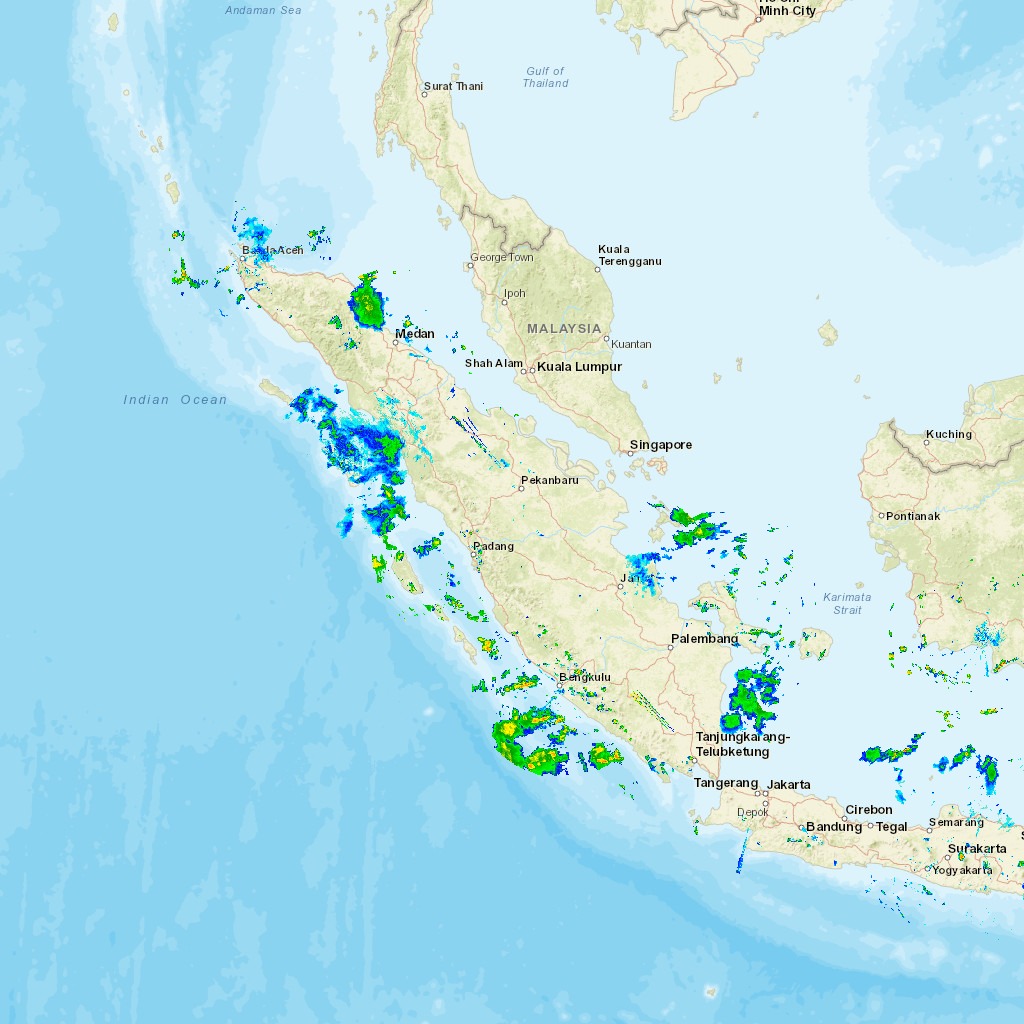 Andaman Sea
Minh City
Gulf of
Thailand
Surat Thani
Banda Aceh
George Town
Kuala
Terengganu
Ipoh
MALAYSIA
Medan
Kuantan
Shah Alam
Kuala Lumpur
Indian Ocean
Singapore
Kuching
Pekanbaru
Pontianak
Padang
Karimata
Strait
Palembang
Bengkulu
Tanjungkarang-
Telubketung
Tangerang
Jakarta
Depok
Cirebon
Bandung
Tegal
Semarang
Surakarta
Yogyakarta